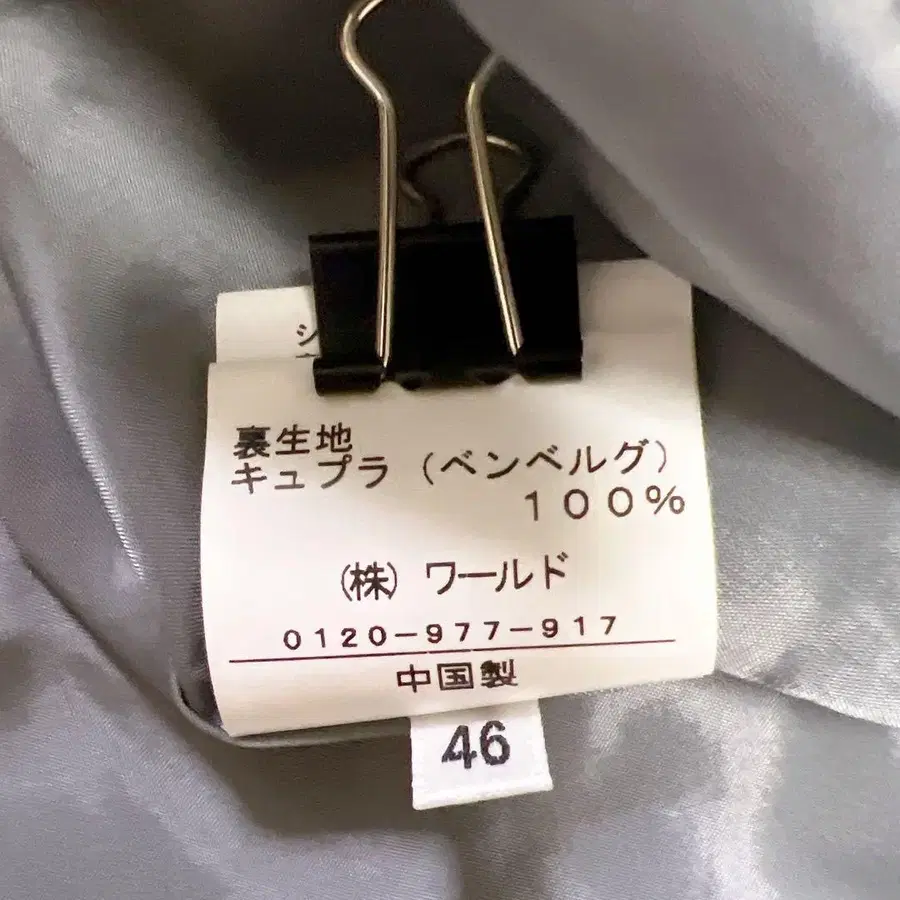 シ
裏生地
キュプラ(ベンベルグ)
100%
(株) ワールド
0120-977-917
中国製
46